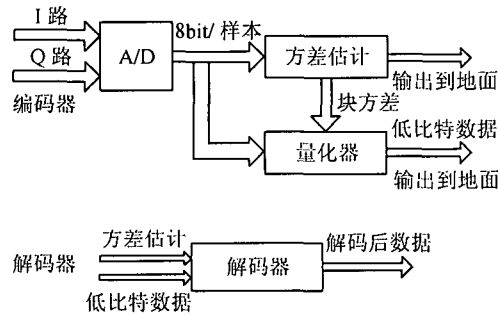 I 路
Q 路
编码器
A/D
8bit/ 样本
方差估计
输出到地面
块方差
量化器
低比特数据
输出到地面
解码器
方差估计
低比特数据
解码器
解码后数据